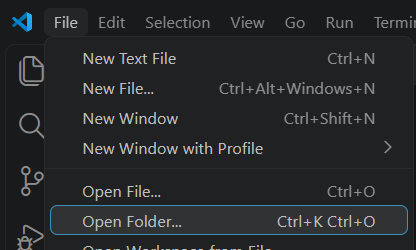 File Edit Selection View Go Run Termin
New Text File Ctrl+N
New File... Ctrl+Alt+Windows+N
New Window Ctrl+Shift+N
New Window with Profile
Open File... Ctrl+O
Open Folder... Ctrl+K Ctrl+O
Open Workspace from File